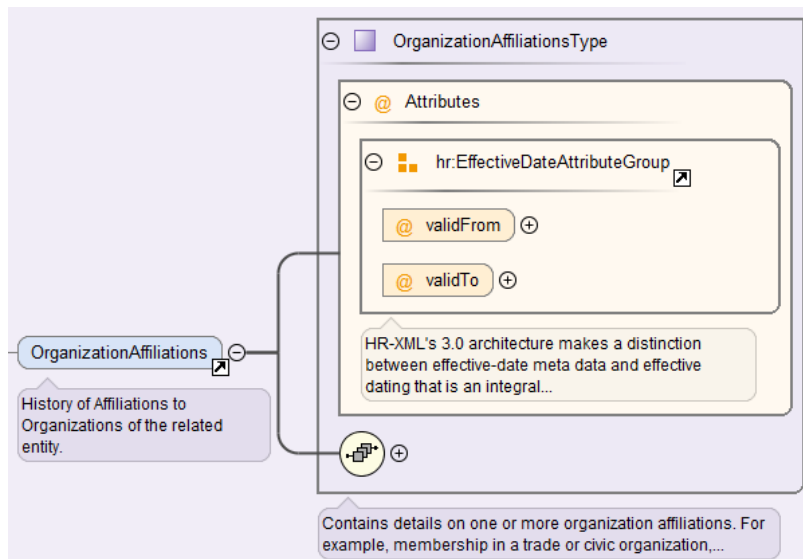 OrganizationAffiliationsType
@ Attributes
hr:EffectiveDateAttributeGroup
@ validFrom
@ validTo
HR-XML's 3.0 architecture makes a distinction
between effective-date meta data and effective
dating that is an integral...
OrganizationAffiliations
History of Affiliations to
Organizations of the related
entity.
Contains details on one or more organization affiliations. For
example, membership in a trade or civic organization,...